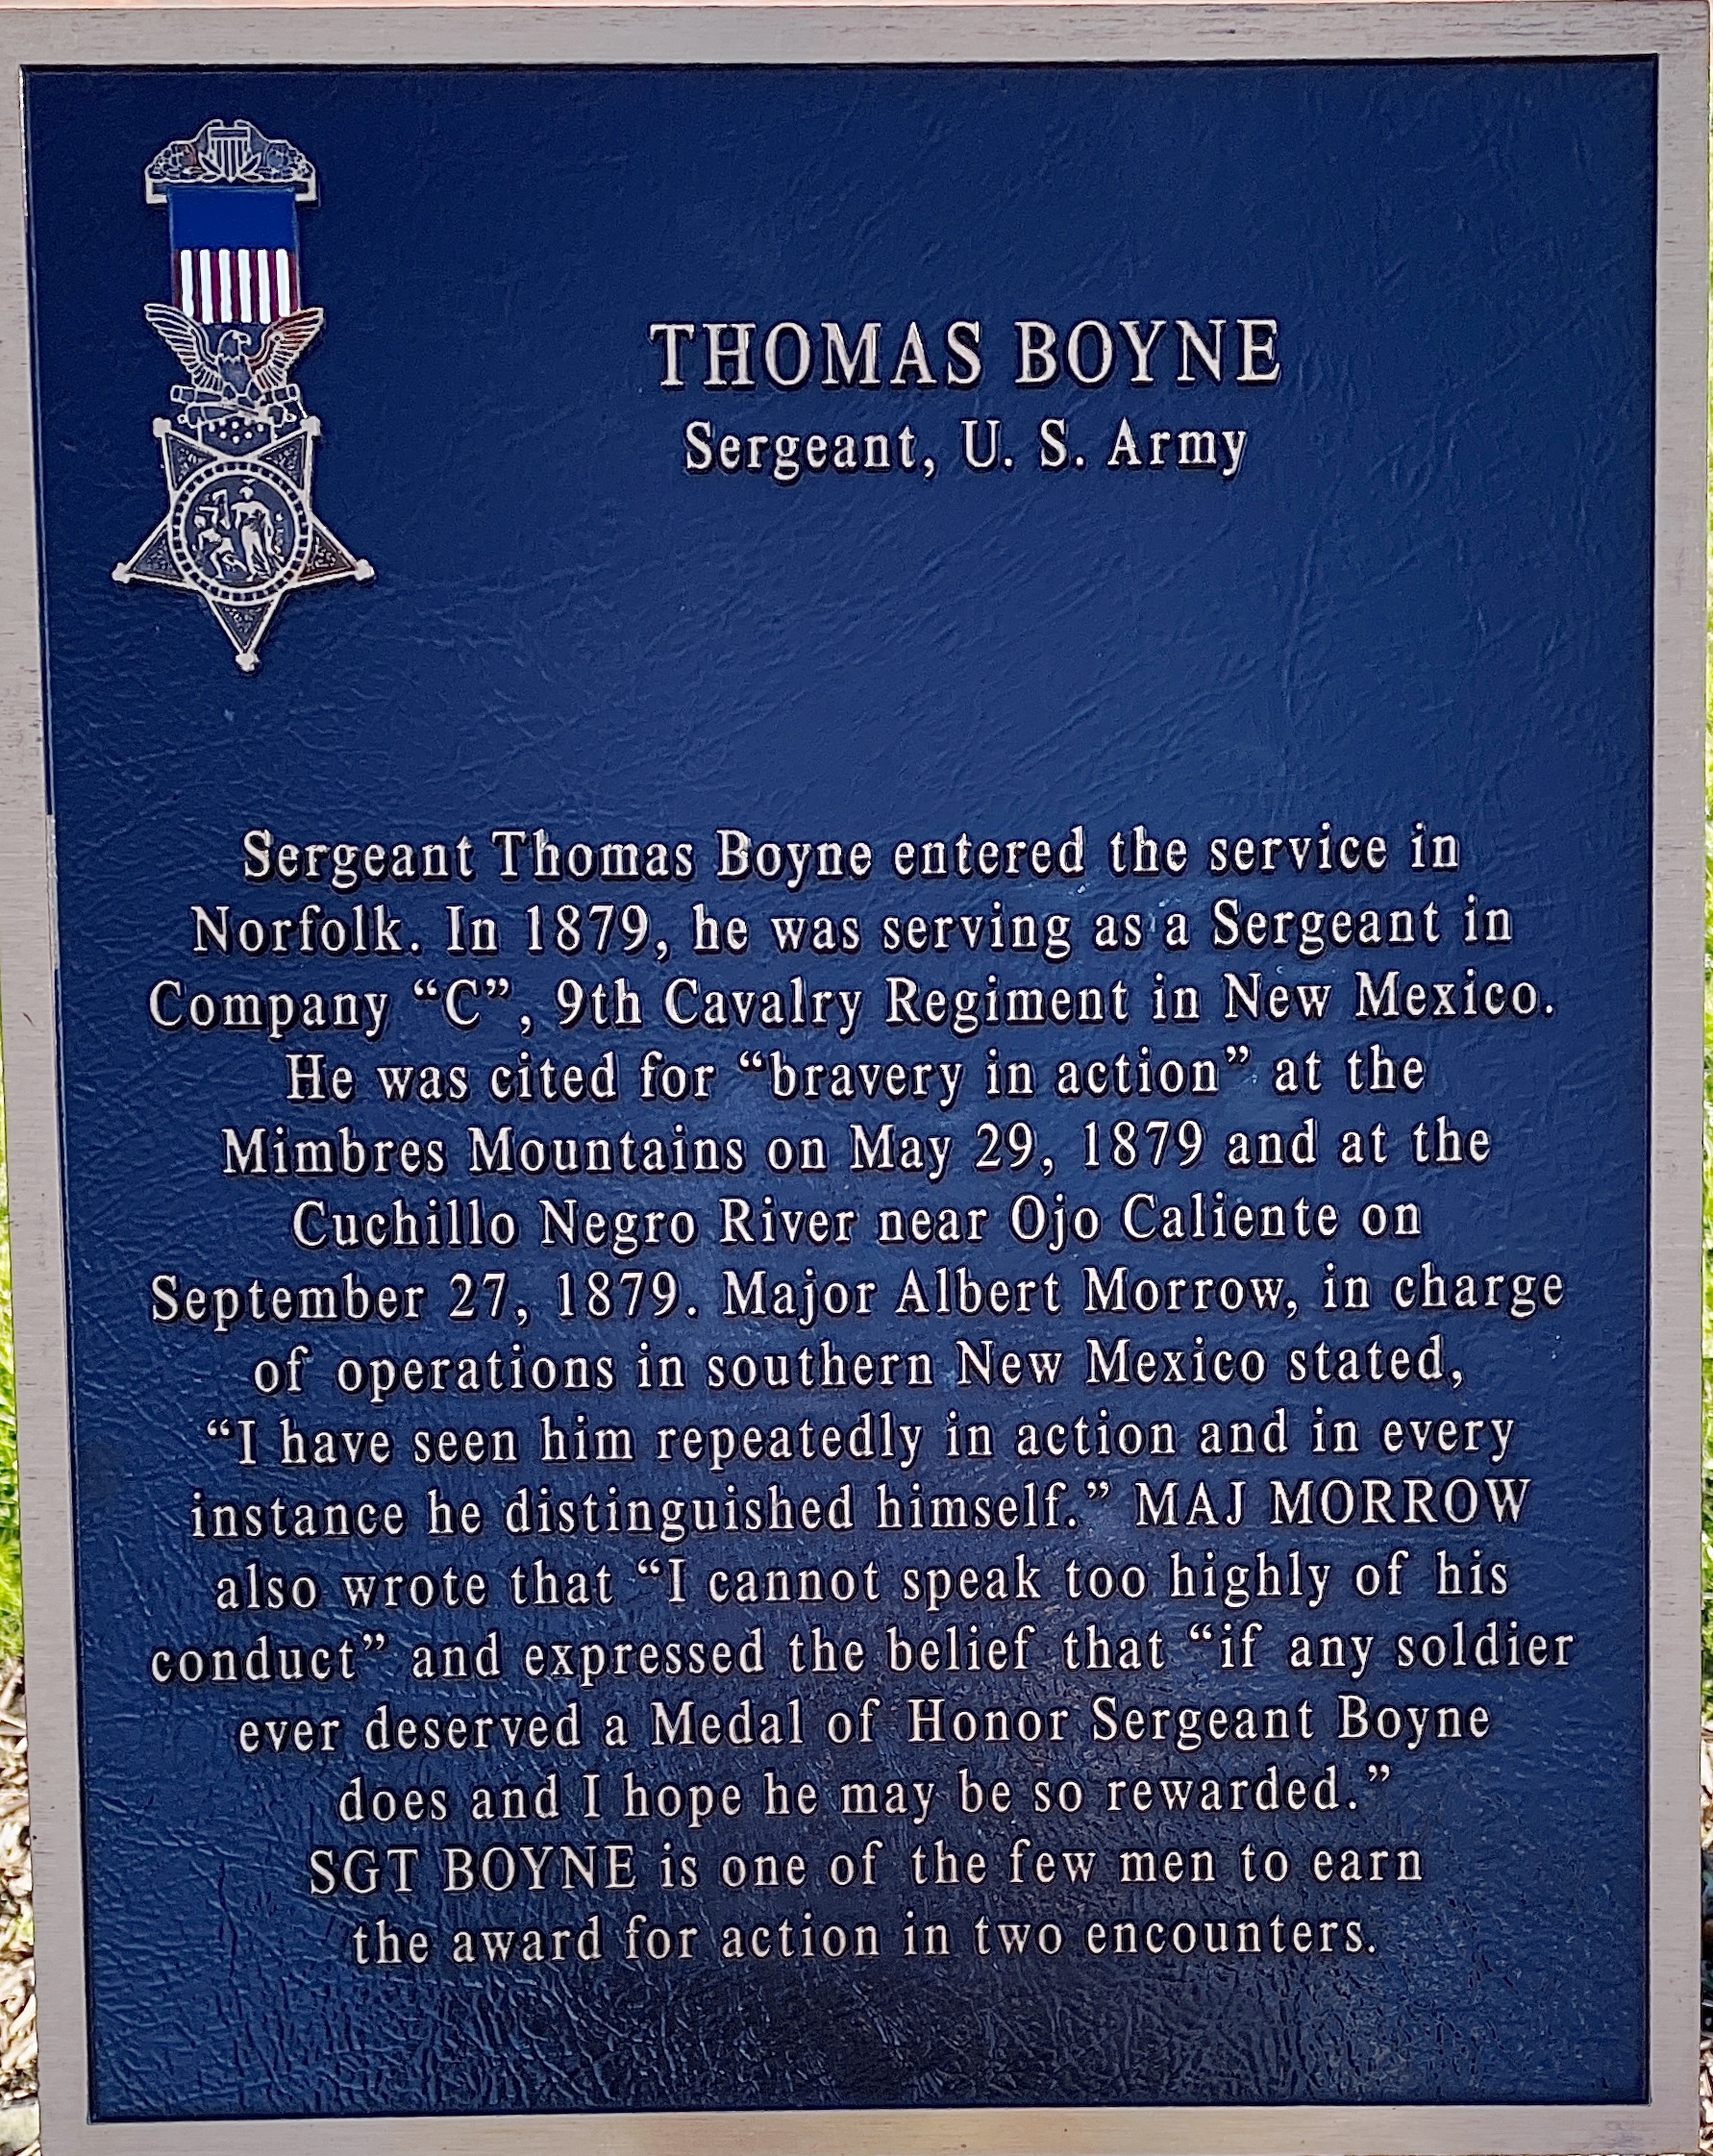 THOMAS BOYNE
Sergeant, U. S. Army
Sergeant Thomas Boyne entered the service in
Norfolk. In 1879, he was serving as a Sergeant in
Company “C”, 9th Cavalry Regiment in New Mexico.
He was cited for “bravery in action” at the
Mimbres Mountains on May 29, 1879 and at the
Cuchillo Negro River near Ojo Caliente on
September 27, 1879. Major Albert Morrow, in charge
of operations in southern New Mexico stated,
“I have seen him repeatedly in action and in every
instance he distinguished himself.” MAJ MORROW
also wrote that “I cannot speak too highly of his
conduct” and expressed the belief that “if any soldier
ever deserved a Medal of Honor Sergeant Boyne
does and I hope he may be so rewarded.”
SGT BOYNE is one of the few men to earn
the award for action in two encounters.